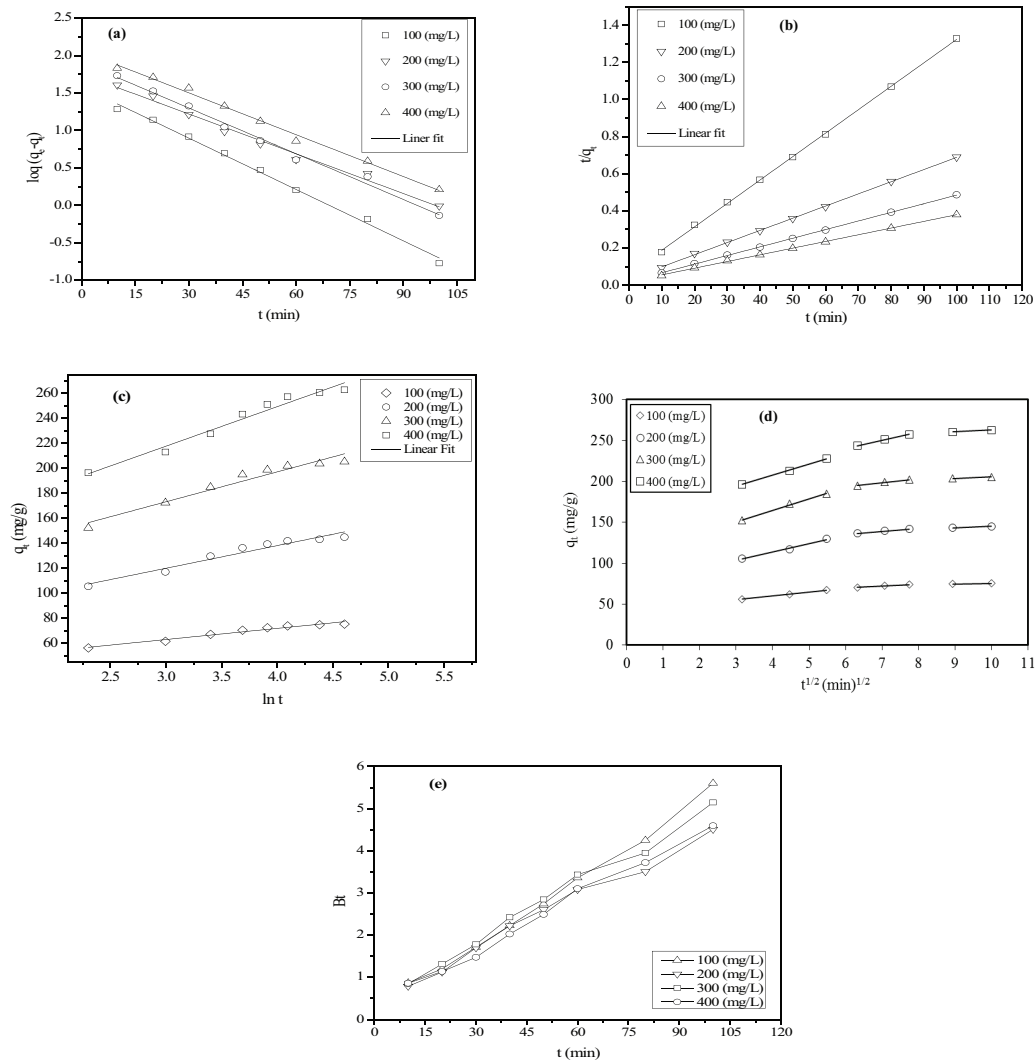 (a)
100 (mg/L)
200 (mg/L)
300 (mg/L)
400 (mg/L)
Liner fit
2.5
2.0
1.5
1.0
0.5
0.0
-0.5
-1.0
loq (qe-qt)
0 15 30 45 60 75 90 105
t (min)
(b)
100 (mg/L)
200 (mg/L)
300 (mg/L)
400 (mg/L)
Linear fit
1.4
1.2
1.0
0.8
0.6
0.4
0.2
0.0
t/qt
0 10 20 30 40 50 60 70 80 90 100 110 120
t (min)
(c)
100 (mg/L)
200 (mg/L)
300 (mg/L)
400 (mg/L)
Linear Fit
260
240
220
200
180
160
140
120
100
80
60
qt (mg/g)
2.5 3.0 3.5 4.0 4.5 5.0 5.5
ln t
(d)
100 (mg/L)
200 (mg/L)
300 (mg/L)
400 (mg/L)
300
250
200
150
100
50
0
qt (mg/g)
0 1 2 3 4 5 6 7 8 9 10 11
t1/2 (min)1/2
(e)
6
5
4
3
2
1
0
Bt
100 (mg/L)
200 (mg/L)
300 (mg/L)
400 (mg/L)
0 15 30 45 60 75 90 105 120
t (min)